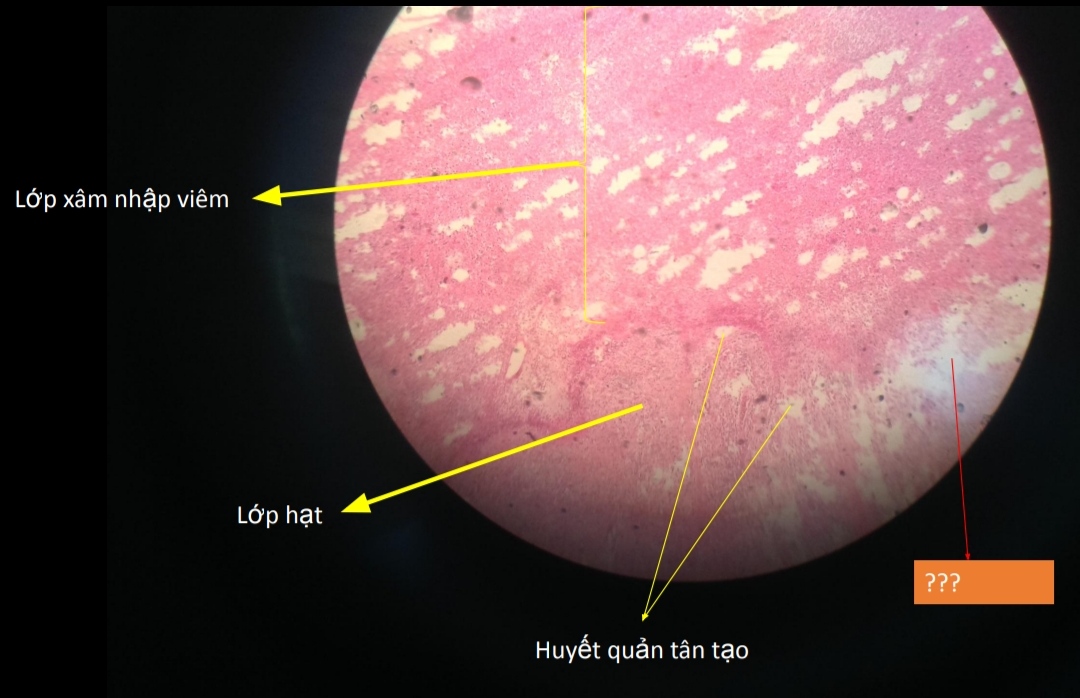 Lớp xâm nhập viêm
Lớp hạt
???
Huyết quản tân tạo